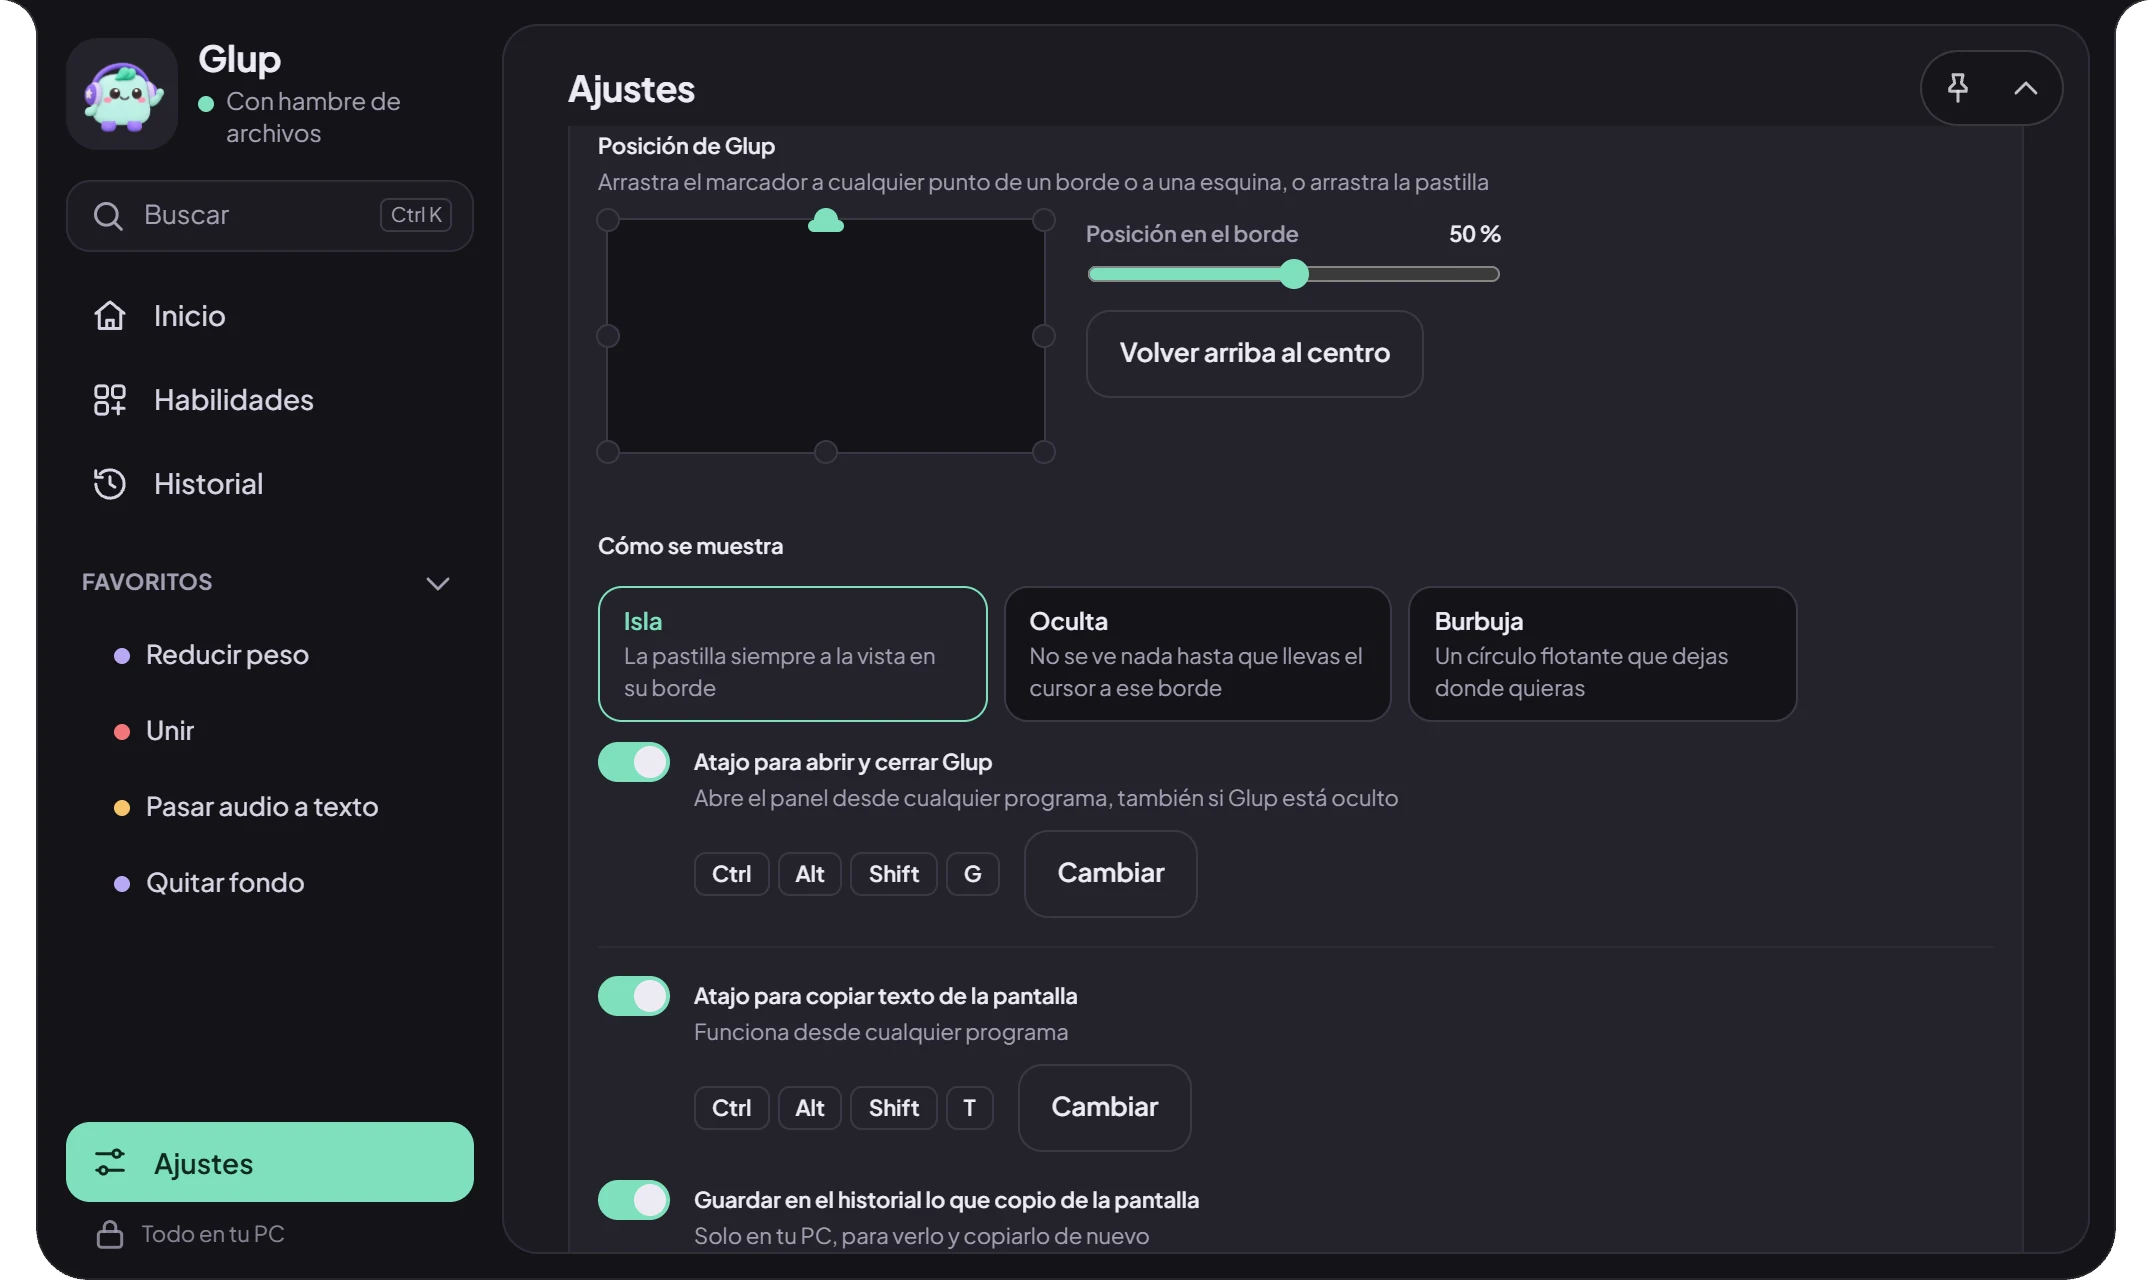 Glup
Con hambre de
archivos
Buscar
Ctrl K
Inicio
Habilidades
Historial
FAVORITOS
Reducir peso
Unir
Pasar audio a texto
Quitar fondo
Ajustes
Todo en tu PC
Ajustes
Posición de Glup
Arrastra el marcador a cualquier punto de un borde o a una esquina, o arrastra la pastilla
Posición en el borde
50 %
Volver arriba al centro
Cómo se muestra
Isla
La pastilla siempre a la vista en
su borde
Oculta
No se ve nada hasta que llevas el
cursor a ese borde
Burbuja
Un círculo flotante que dejas
donde quieras
Atajo para abrir y cerrar Glup
Abre el panel desde cualquier programa, también si Glup está oculto
Ctrl Alt Shift G Cambiar
Atajo para copiar texto de la pantalla
Funciona desde cualquier programa
Ctrl Alt Shift T Cambiar
Guardar en el historial lo que copio de la pantalla
Solo en tu PC, para verlo y copiarlo de nuevo